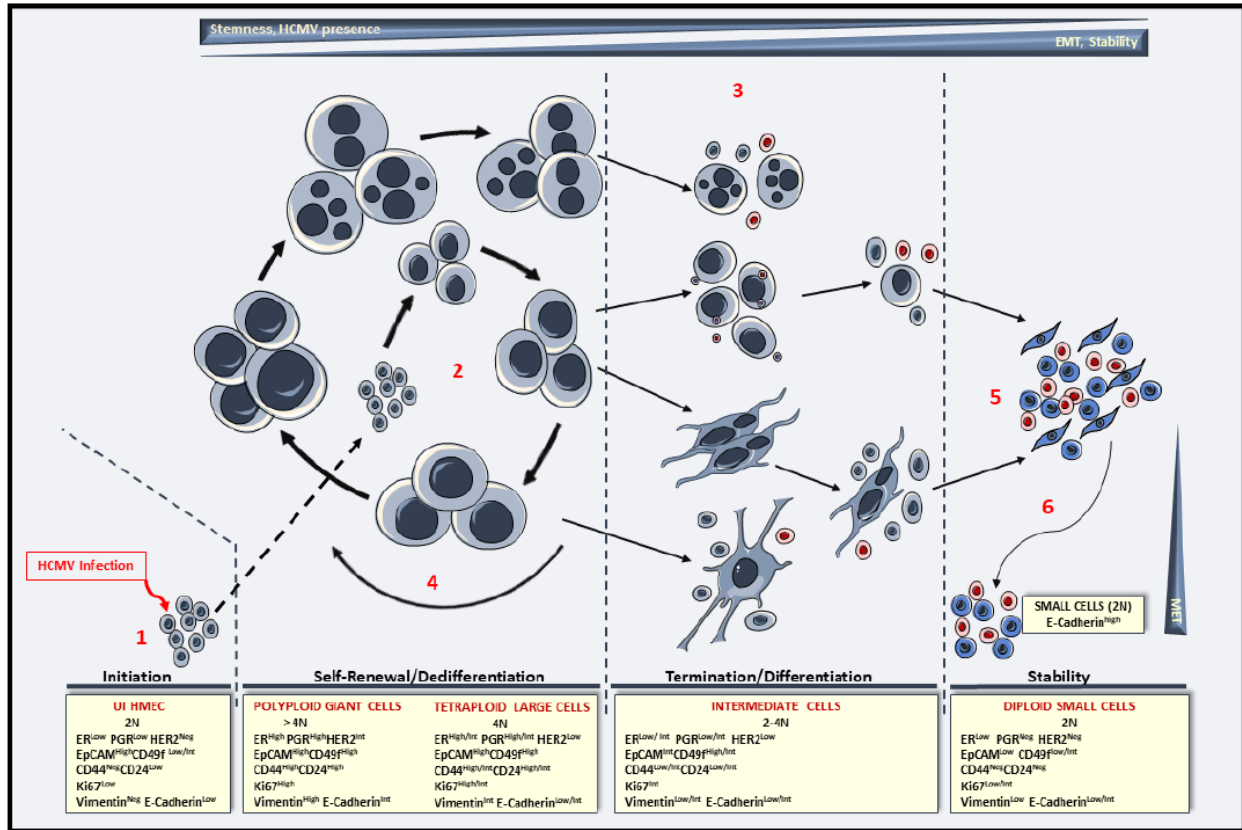 Stemness, HCMV presence
EMT, Stability
3
2
5
6
4
HCMV Infection
1
MET
SMALL CELLS (2N)
E-Cadherinhigh
Initiation
Self-Renewal/Dedifferentiation
Termination/Differentiation
Stability
UI HMEC
2N
ERLow PGRLow HER2Neg
EpCAMHighCD49f Low/Int
CD44NegCD24Low
Ki67Low
VimentinNeg E-CadherinLow
POLYPLOID GIANT CELLS
>4N
ERHigh PGRHighHER2Int
EpCAMHighCD49fHigh
CD44HighCD24High
Ki67High
VimentinHigh E-CadherinInt
TETRAPLOID LARGE CELLS
4N
ERHigh/Int PGRHigh/Int HER2Low
EpCAMHighCD49fHigh
CD44High/IntCD24High/Int
Ki67High/Int
VimentinInt E-CadherinLow/Int
INTERMEDIATE CELLS
2-4N
ERLow/ Int PGRLow/Int HER2Low
EpCAMIntCD49fHigh/Int
CD44Low/IntCD24Low/Int
Ki67Int
VimentinLow/Int E-CadherinLow/Int
DIPLOID SMALL CELLS
2N
ERLow PGRNeg HER2Neg
EpCAMLow CD49flow/Int
CD44NegCD24Neg
Ki67Low/Int
VimentinLow E-CadherinLow/Int